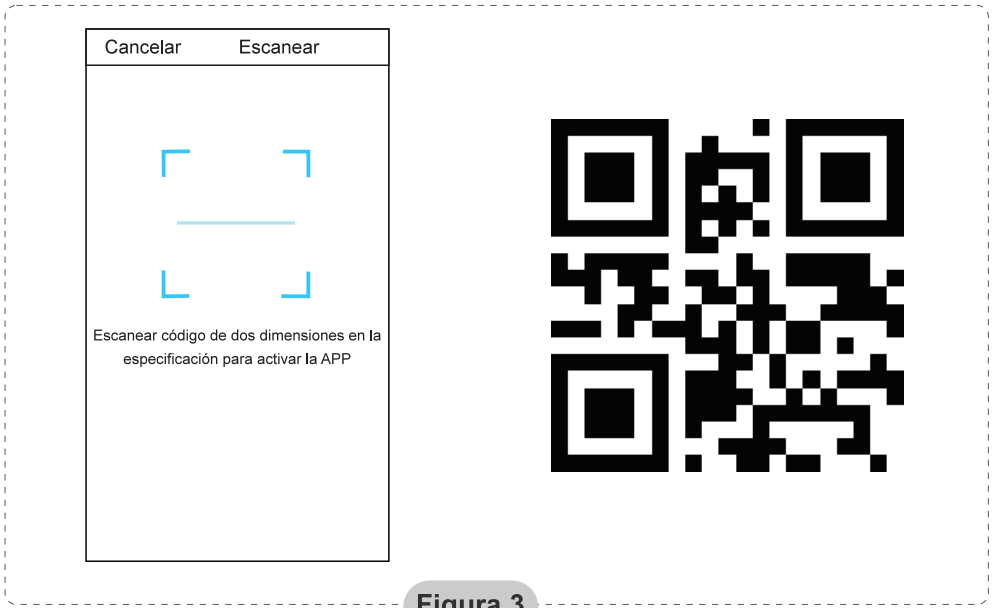 Cancelar Escanear
Escanear código de dos dimensiones en la
especificación para activar la APP
Figura 3